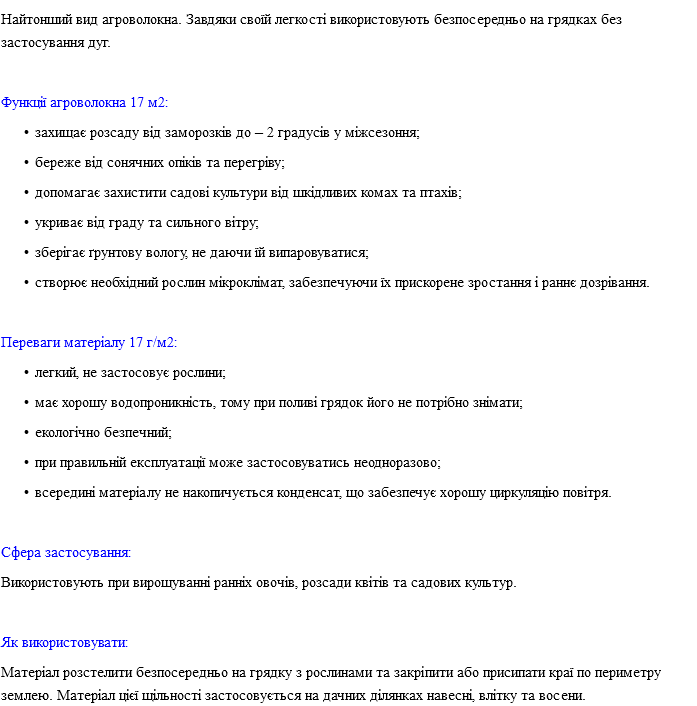 Найтонший вид агроволокна. Завдяки своїй легкості використовують безпосередньо на грядках без
застосування дуг.
Функції агроволокна 17 м2:
• захищає розсаду від заморозків до – 2 градусів у міжсезоння;
• береже від сонячних опіків та перегріву;
• допомагає захистити садові культури від шкідливих комах та птахів;
• укриває від граду та сильного вітру;
• зберігає ґрунтову вологу, не даючи їй випаровуватися;
• створює необхідний рослин мікроклімат, забезпечуючи їх прискорене зростання і раннє дозрівання.
Переваги матеріалу 17 г/м2:
• легкий, не застосовує рослини;
• має хорошу водопроникність, тому при поливі грядок його не потрібно знімати;
• екологічно безпечний;
• при правильній експлуатації може застосовуватись неодноразово;
• всередині матеріалу не накопичується конденсат, що забезпечує хорошу циркуляцію повітря.
Сфера застосування:
Використовують при вирощуванні ранніх овочів, розсади квітів та садових культур.
Як використовувати:
Матеріал розстелити безпосередньо на грядку з рослинами та закріпити або присипати краї по периметру
землею. Матеріал цієї щільності застосовується на дачних ділянках навесні, влітку та восени.